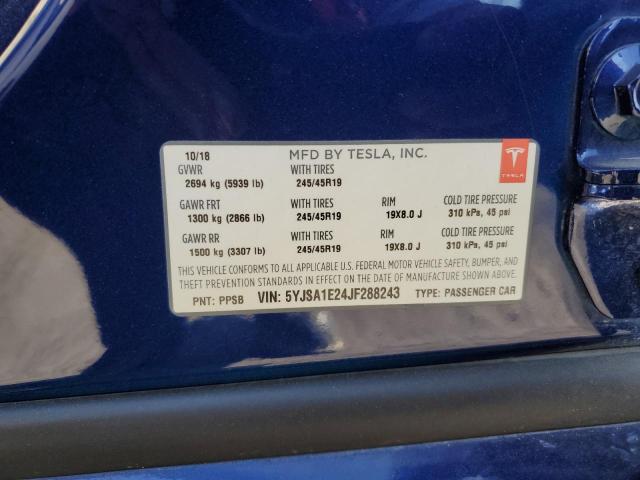 10/18 MFD BY TESLA, INC.
GVWR WITH TIRES
2694 kg (5939 lb) 245/45R19
GAWR FRT WITH TIRES RIM COLD TIRE PRESSURE
1300 kg (2866 lb) 245/45R19 19X8.0 J 310 kPa, 45 psi
GAWR RR WITH TIRES RIM COLD TIRE PRESSURE
1500 kg (3307 lb) 245/45R19 19X8.0 J 310 kPa, 45 psi
THIS VEHICLE CONFORMS TO ALL APPLICABLE U.S. FEDERAL MOTOR VEHICLE SAFETY, BUMPER, AND
THEFT PREVENTION STANDARDS IN EFFECT ON THE DATE OF MANUFACTURE SHOWN ABOVE.
PNT: PPSB VIN: 5YJSA1E24JF288243 TYPE: PASSENGER CAR
TESLA